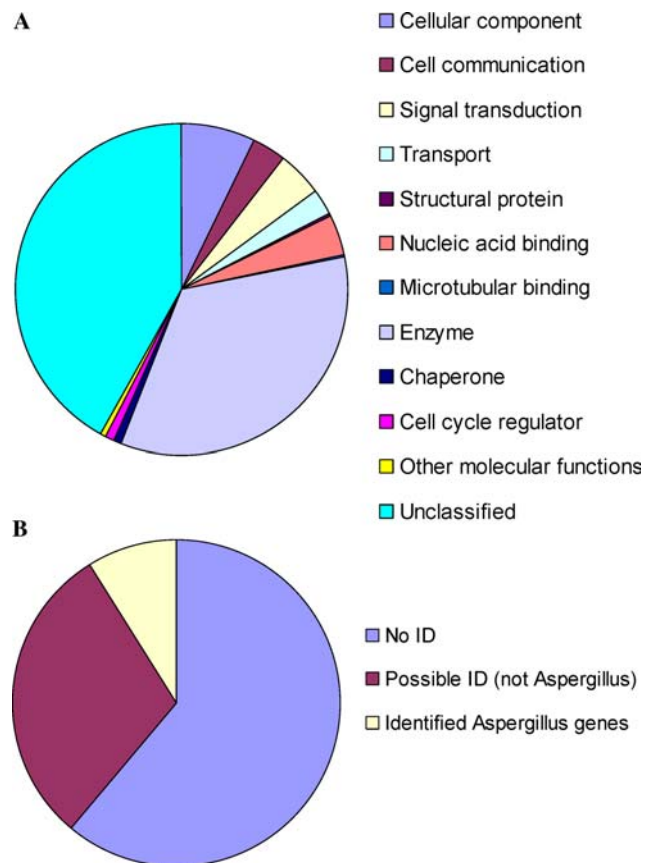 A
Cellular component
Cell communication
Signal transduction
Transport
Structural protein
Nucleic acid binding
Microtubular binding
Enzyme
Chaperone
Cell cycle regulator
Other molecular functions
Unclassified
B
No ID
Possible ID (not Aspergillus)
Identified Aspergillus genes